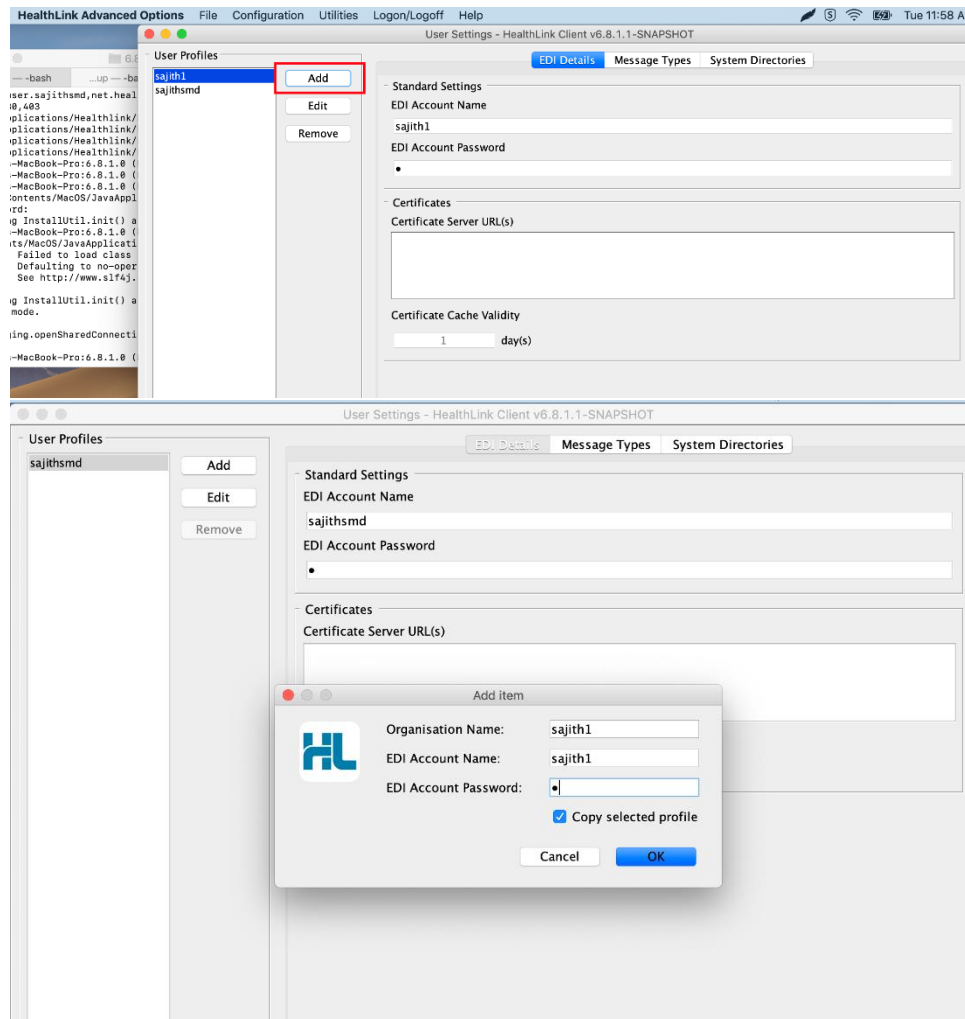 HealthLink Advanced Options File Configuration Utilities Logon/Logoff Help Tue 11:58 A
User Settings - HealthLink Client v6.8.1.1-SNAPSHOT
6.8
— -bash ...up — -ba
ser.sajithsmd,net.heal
0,403
plications/Healthlink/
plications/Healthlink/
plications/Healthlink/
plications/Healthlink/
-MacBook-Pro:6.8.1.0 (
-MacBook-Pro:6.8.1.0 (
-MacBook-Pro:6.8.1.0 (
ontents/MacOS/JavaAppl
rd:
g InstallUtil.init() a
-MacBook-Pro:6.8.1.0 (
ts/MacOS/JavaApplicati
Failed to load class
Defaulting to no-oper
See http://www.slf4j.
g InstallUtil.init() a
mode.
ing.openSharedConnecti
-MacBook-Pro:6.8.1.0 (
User Profiles
sajith1
sajithsmd
Add
Edit
Remove
EDI Details Message Types System Directories
Standard Settings
EDI Account Name
sajith1
EDI Account Password
•
Certificates
Certificate Server URL(s)
Certificate Cache Validity
1 day(s)
User Settings - HealthLink Client v6.8.1.1-SNAPSHOT
User Profiles
sajithsmd
Add
Edit
Remove
EDI Details Message Types System Directories
Standard Settings
EDI Account Name
sajithsmd
EDI Account Password
•
Certificates
Certificate Server URL(s)
Add item
HL
Organisation Name: sajith1
EDI Account Name: sajith1
EDI Account Password: •
Copy selected profile
Cancel OK